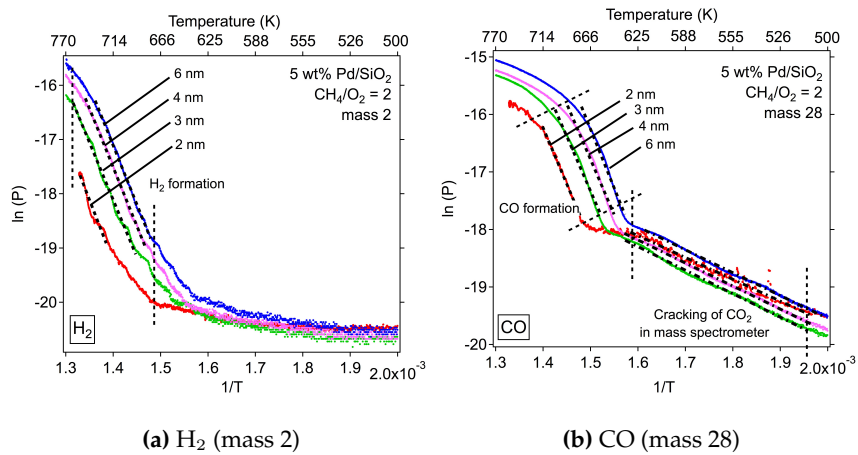 Temperature (K)
770 714 666 625 588 555 526 500
-16
-17
-18
-19
-20
ln (P)
6 nm
4 nm
3 nm
2 nm
5 wt% Pd/SiO2
CH4/O2 = 2
mass 2
H2 formation
H2
1.3 1.4 1.5 1.6 1.7 1.8 1.9 2.0x10-3
1/T
(a) H2 (mass 2)
Temperature (K)
770 714 666 625 588 555 526 500
-15
-16
-17
-18
-19
-20
ln (P)
5 wt% Pd/SiO2
CH4/O2 = 2
mass 28
2 nm
3 nm
4 nm
6 nm
CO formation
Cracking of CO2
in mass spectrometer
CO
1.3 1.4 1.5 1.6 1.7 1.8 1.9 2.0x10-3
1/T
(b) CO (mass 28)